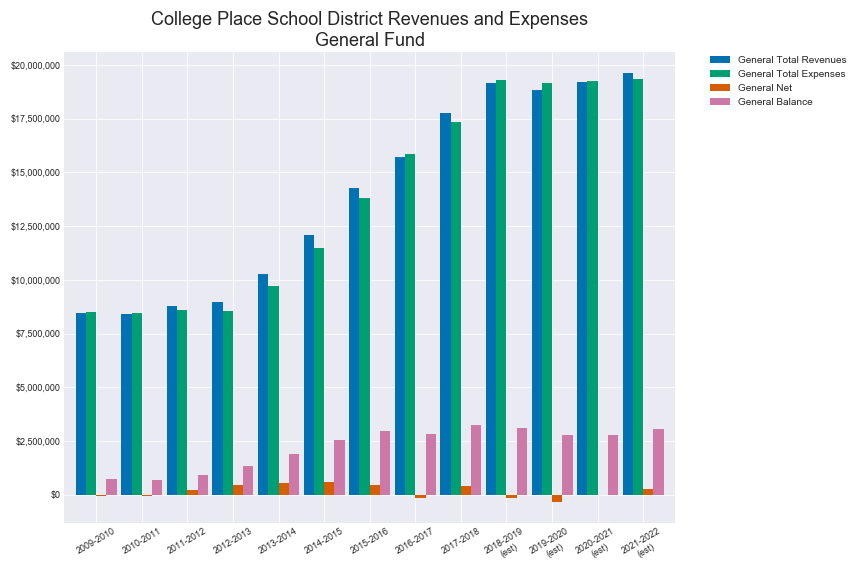 College Place School District Revenues and Expenses
General Fund
General Total Revenues
General Total Expenses
General Net
General Balance
$20,000,000
$17,500,000
$15,000,000
$12,500,000
$10,000,000
$7,500,000
$5,000,000
$2,500,000
$0
2009-2010
2010-2011
2011-2012
2012-2013
2013-2014
2014-2015
2015-2016
2016-2017
2017-2018
2018-2019
(est)
2019-2020
(est)
2020-2021
(est)
2021-2022
(est)